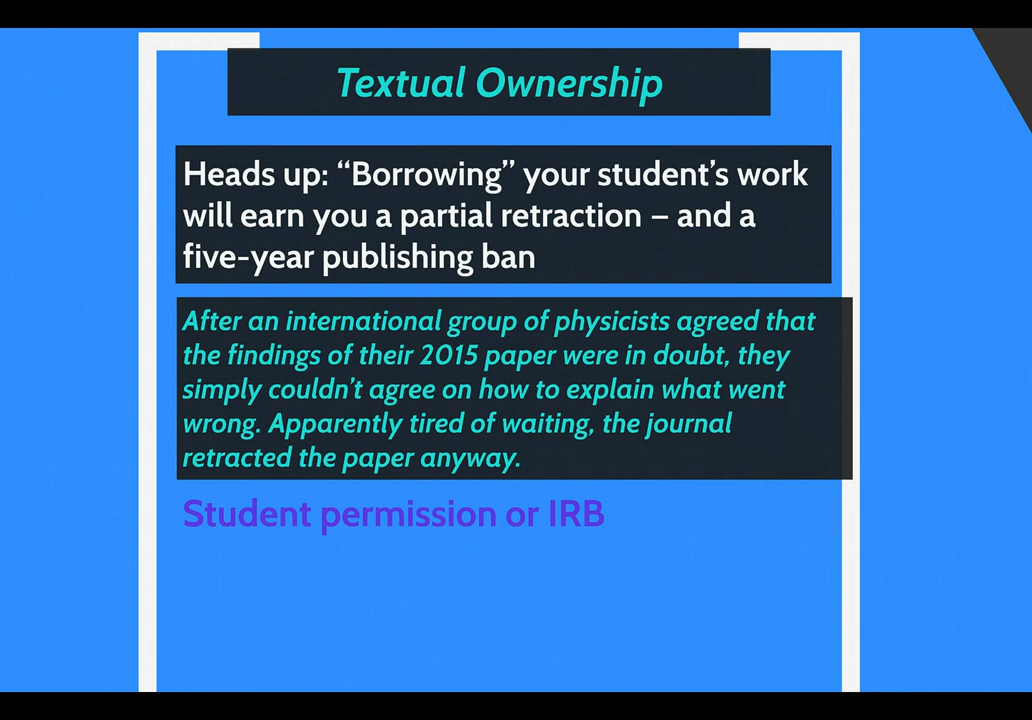 Textual Ownership
Heads up: “Borrowing” your student’s work
will earn you a partial retraction – and a
five-year publishing ban
After an international group of physicists agreed that
the findings of their 2015 paper were in doubt, they
simply couldn’t agree on how to explain what went
wrong. Apparently tired of waiting, the journal
retracted the paper anyway.
Student permission or IRB